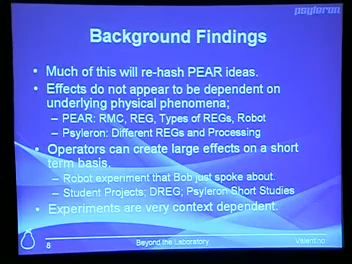 psyleron
Background Findings
• Much of this will re-hash PEAR ideas.
• Effects do not appear to be dependent on
underlying physical phenomena;
– PEAR: RMC, REG, Types of REGs, Robot
– Psyleron: Different REGs and Processing
• Operators can create large effects on a short
term basis.
– Robot experiment that Bob just spoke about.
– Student Projects; DREG; Psyleron Short Studies
• Experiments are very context dependent.
8
Beyond the Laboratory
Valentino